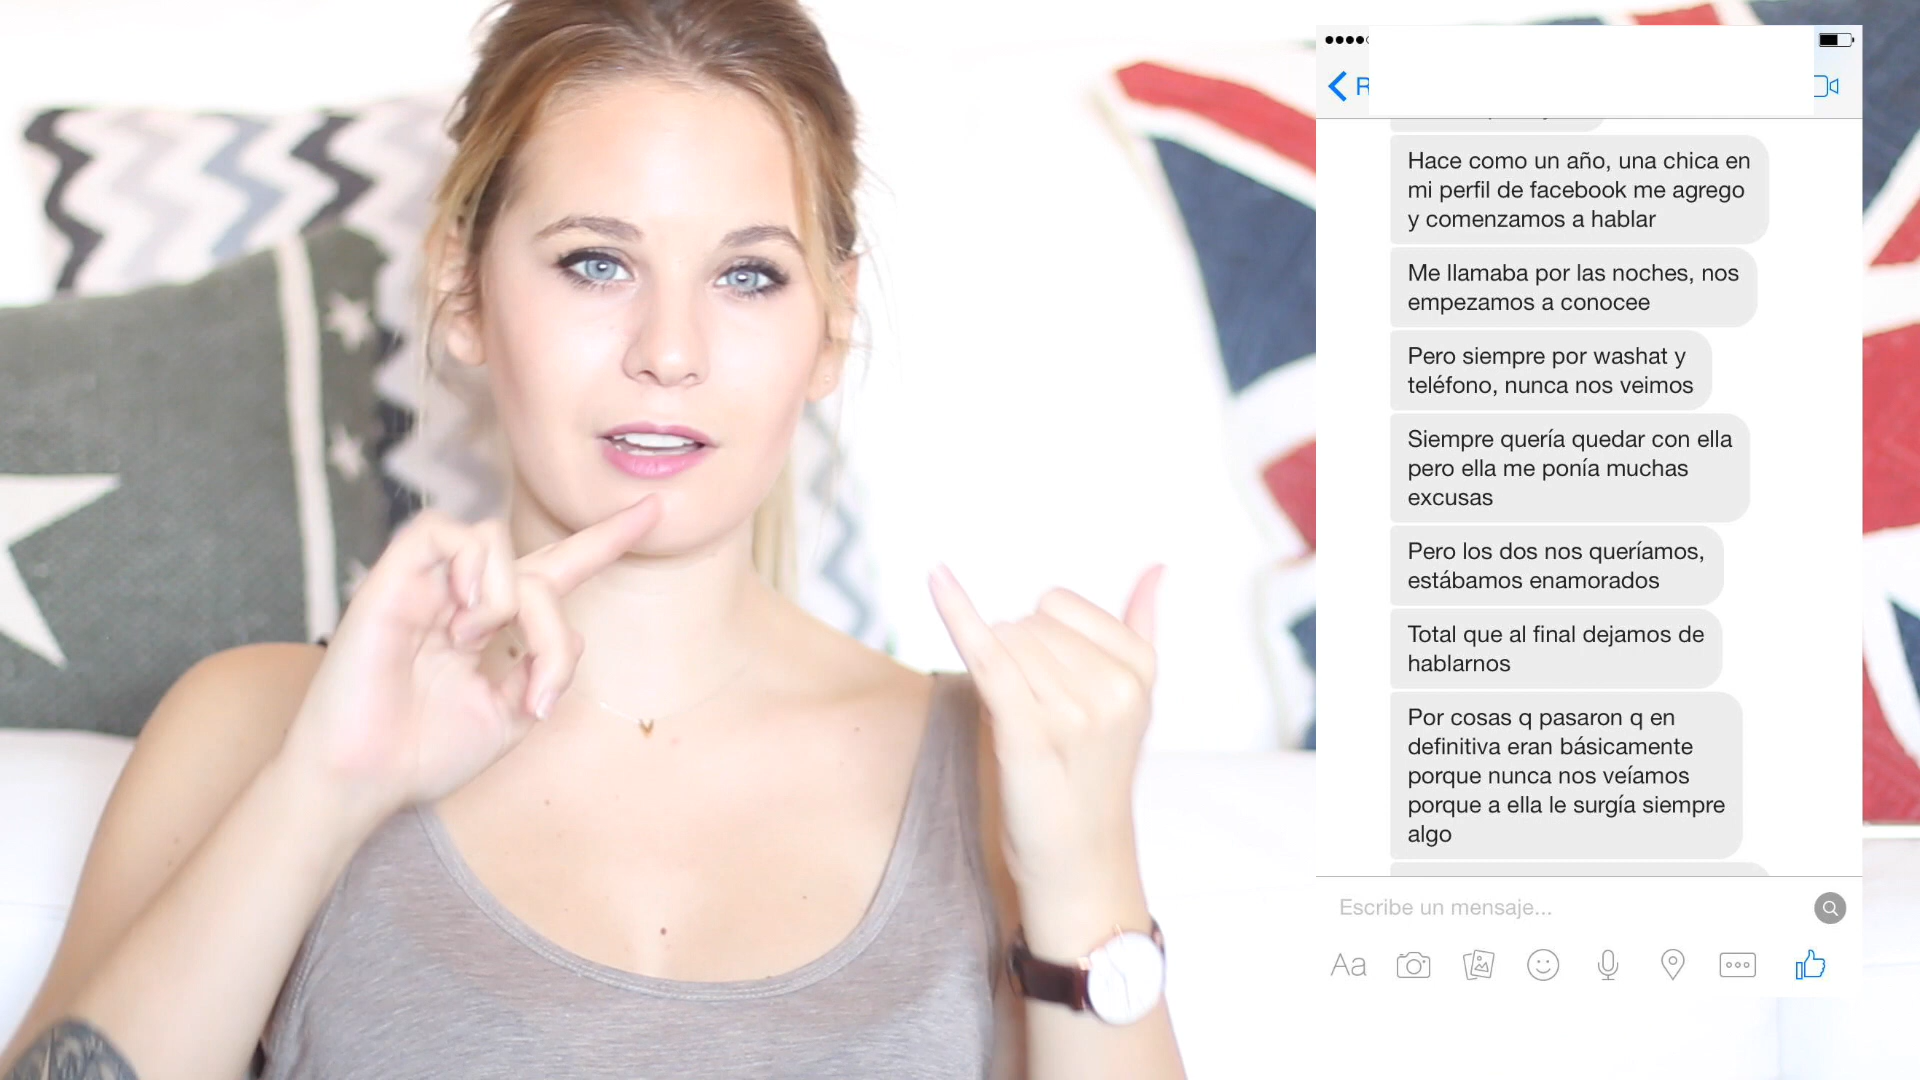 R
Hace como un año, una chica en
mi perfil de facebook me agrego
y comenzamos a hablar
Me llamaba por las noches, nos
empezamos a conocee
Pero siempre por washat y
teléfono, nunca nos veimos
Siempre quería quedar con ella
pero ella me ponía muchas
excusas
Pero los dos nos queríamos,
estábamos enamorados
Total que al final dejamos de
hablarnos
Por cosas q pasaron q en
definitiva eran básicamente
porque nunca nos veíamos
porque a ella le surgía siempre
algo
Escribe un mensaje...
Aa